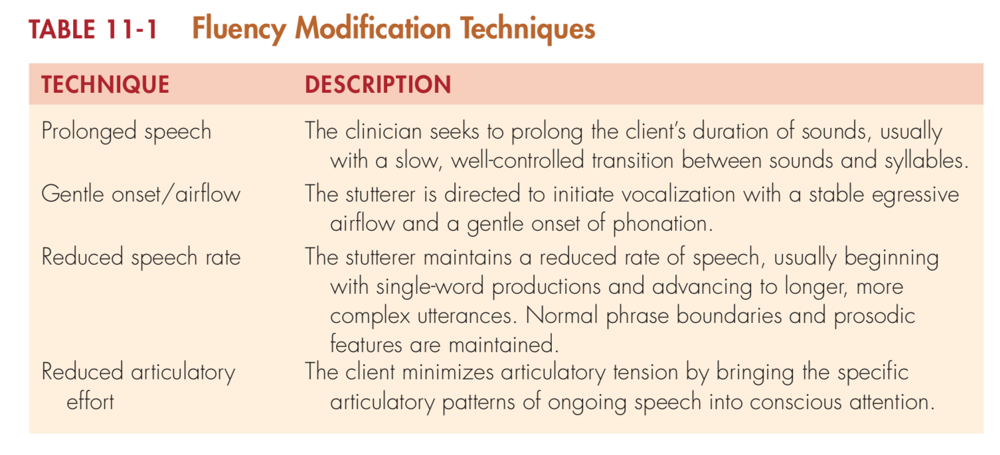 TABLE 11-1 Fluency Modification Techniques
TECHNIQUE DESCRIPTION
Prolonged speech The clinician seeks to prolong the client’s duration of sounds, usually
with a slow, well-controlled transition between sounds and syllables.
Gentle onset/airflow The stutterer is directed to initiate vocalization with a stable egressive
airflow and a gentle onset of phonation.
Reduced speech rate The stutterer maintains a reduced rate of speech, usually beginning
with single-word productions and advancing to longer, more
complex utterances. Normal phrase boundaries and prosodic
features are maintained.
Reduced articulatory The client minimizes articulatory tension by bringing the specific
effort articulatory patterns of ongoing speech into conscious attention.